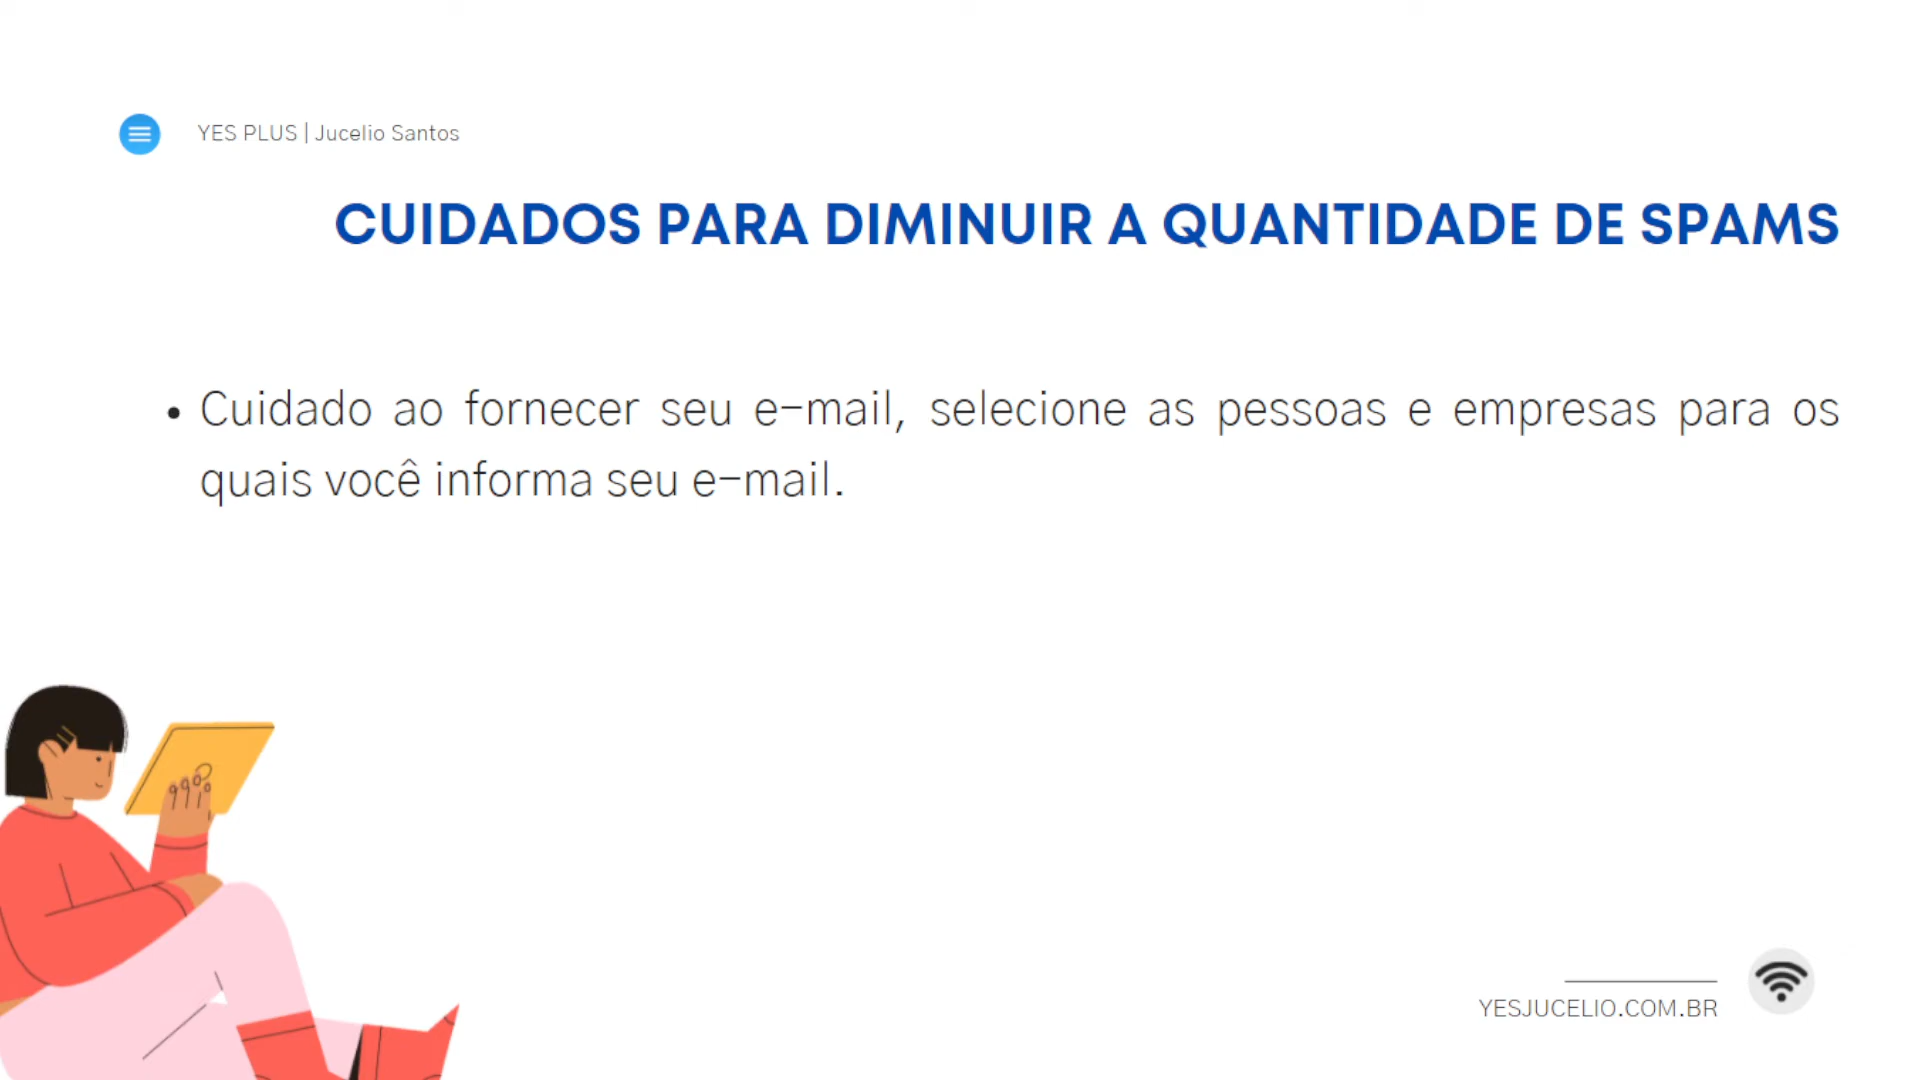 YES PLUS | Jucelio Santos
CUIDADOS PARA DIMINUIR A QUANTIDADE DE SPAMS
• Cuidado ao fornecer seu e-mail, selecione as pessoas e empresas para os
quais você informa seu e-mail.
YESJUCELIO.COM.BR